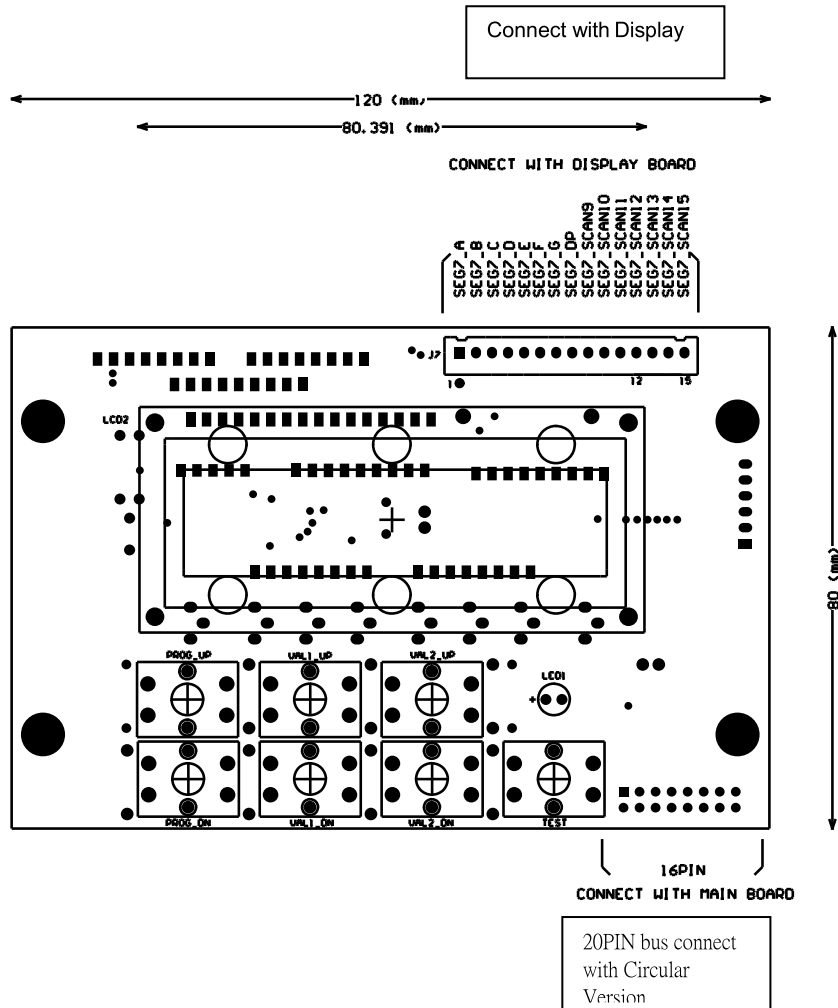 Connect with Display
120 (mm)
80.391 (mm)
CONNECT WITH DISPLAY BOARD
SEG7_A
SEG7_B
SEG7_C
SEG7_D
SEG7_E
SEG7_F
SEG7_G
SEG7_DP
SEG7_SCAN9
SEG7_SCAN10
SEG7_SCAN11
SEG7_SCAN12
SEG7_SCAN13
SEG7_SCAN14
SEG7_SCAN15
J7
1
12
15
LCD2
80 (mm)
PROG_UP
VAL1_UP
VAL2_UP
LCD1
+
PROG_DN
VAL1_DN
VAL2_DN
TEST
16PIN
CONNECT WITH MAIN BOARD
20PIN bus connect
with Circular
Version